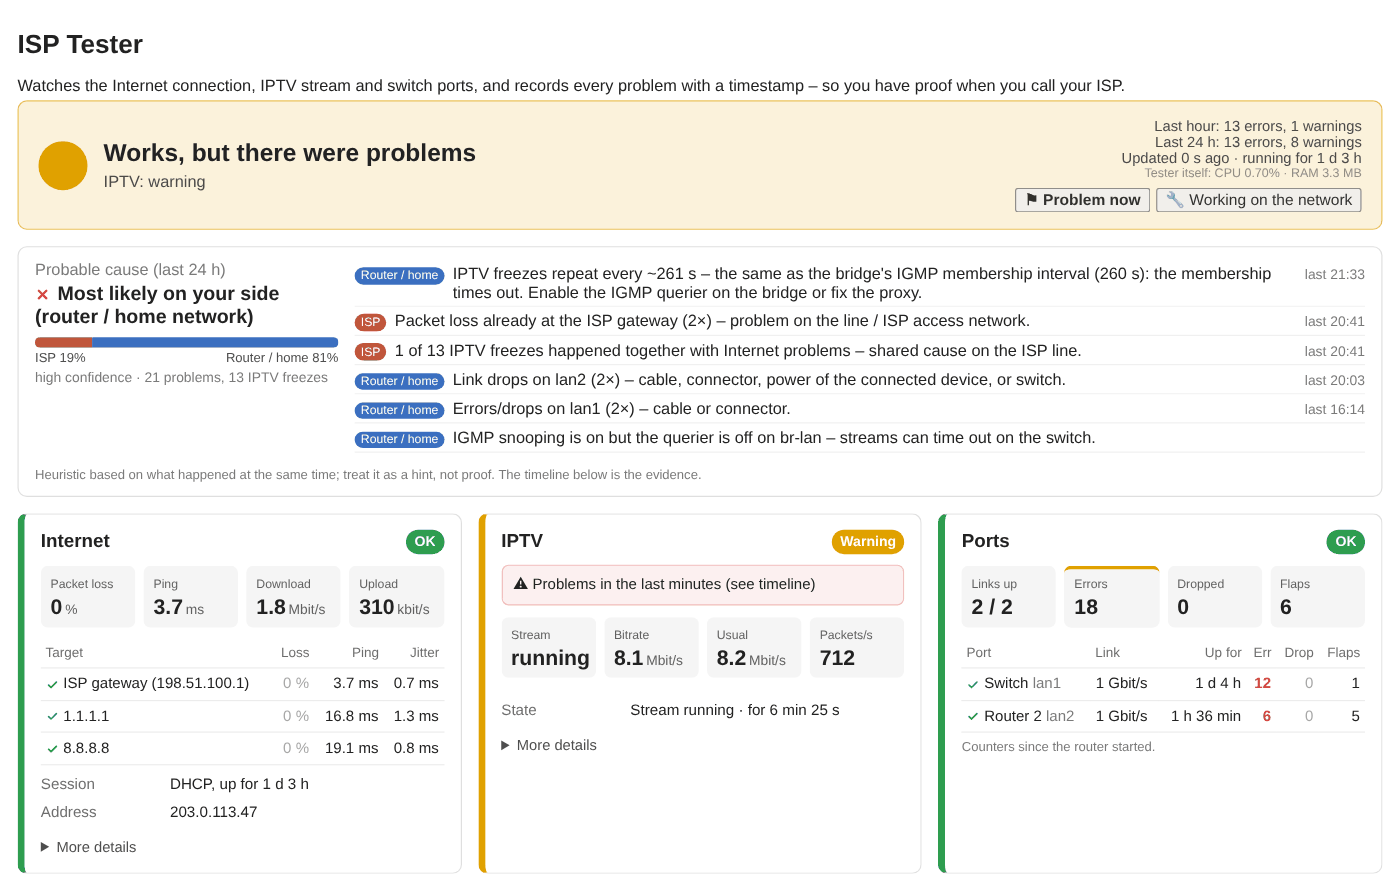 ISP Tester
Watches the Internet connection, IPTV stream and switch ports, and records every problem with a timestamp – so you have proof when you call your ISP.
Works, but there were problems
IPTV: warning
Last hour: 13 errors, 1 warnings
Last 24 h: 13 errors, 8 warnings
Updated 0 s ago · running for 1 d 3 h
Tester itself: CPU 0.70% · RAM 3.3 MB
⚑ Problem now
🔧 Working on the network
Probable cause (last 24 h)
✕ Most likely on your side
(router / home network)
ISP 19% Router / home 81%
high confidence · 21 problems, 13 IPTV freezes
Router / home IPTV freezes repeat every ~261 s – the same as the bridge's IGMP membership interval (260 s): the membership last 21:33
times out. Enable the IGMP querier on the bridge or fix the proxy.
ISP Packet loss already at the ISP gateway (2×) – problem on the line / ISP access network. last 20:41
ISP 1 of 13 IPTV freezes happened together with Internet problems – shared cause on the ISP line. last 20:41
Router / home Link drops on lan2 (2×) – cable, connector, power of the connected device, or switch. last 20:03
Router / home Errors/drops on lan1 (2×) – cable or connector. last 16:14
Router / home IGMP snooping is on but the querier is off on br-lan – streams can time out on the switch.
Heuristic based on what happened at the same time; treat it as a hint, not proof. The timeline below is the evidence.
Internet OK
Packet loss Ping Download Upload
0 % 3.7 ms 1.8 Mbit/s 310 kbit/s
Target Loss Ping Jitter
✓ ISP gateway (198.51.100.1) 0 % 3.7 ms 0.7 ms
✓ 1.1.1.1 0 % 16.8 ms 1.3 ms
✓ 8.8.8.8 0 % 19.1 ms 0.8 ms
Session DHCP, up for 1 d 3 h
Address 203.0.113.47
▶ More details
IPTV Warning
⚠ Problems in the last minutes (see timeline)
Stream Bitrate Usual Packets/s
running 8.1 Mbit/s 8.2 Mbit/s 712
State Stream running · for 6 min 25 s
▶ More details
Ports OK
Links up Errors Dropped Flaps
2 / 2 18 0 6
Port Link Up for Err Drop Flaps
✓ Switch lan1 1 Gbit/s 1 d 4 h 12 0 1
✓ Router 2 lan2 1 Gbit/s 1 h 36 min 6 0 5
Counters since the router started.